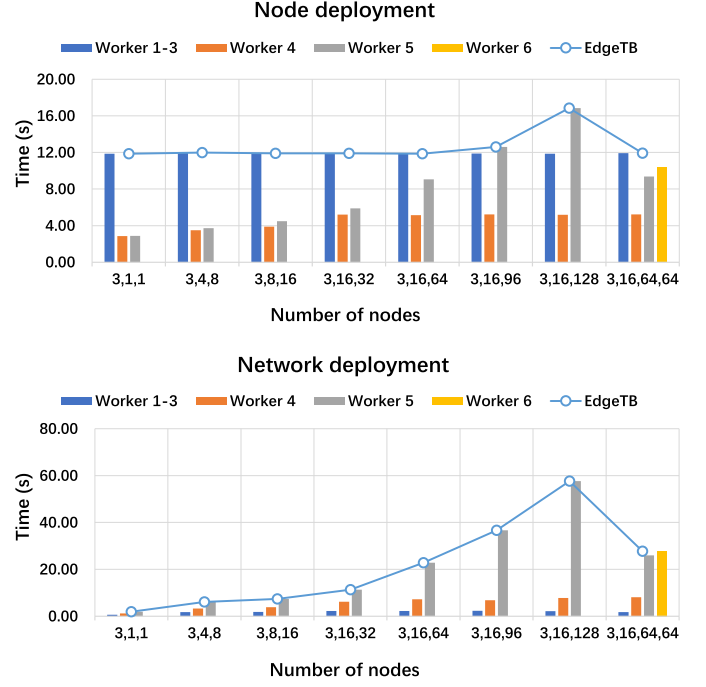 Node deployment
Worker 1-3 Worker 4 Worker 5 Worker 6 EdgeTB
20.00
16.00
12.00
8.00
4.00
0.00
Time (s)
3,1,1 3,4,8 3,8,16 3,16,32 3,16,64 3,16,96 3,16,128 3,16,64,64
Number of nodes
Network deployment
Worker 1-3 Worker 4 Worker 5 Worker 6 EdgeTB
80.00
60.00
40.00
20.00
0.00
Time (s)
3,1,1 3,4,8 3,8,16 3,16,32 3,16,64 3,16,96 3,16,128 3,16,64,64
Number of nodes